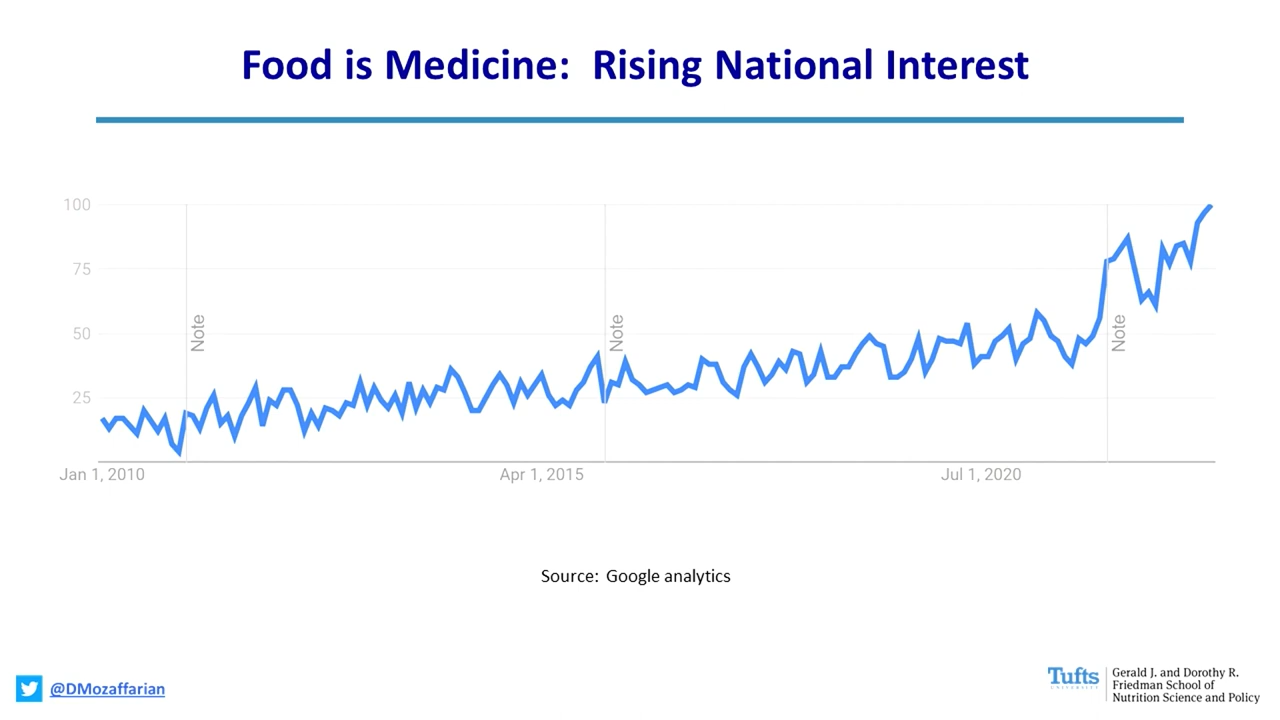 Food is Medicine:  Rising National Interest
100
75
50
25
Note
Note
Note
Jan 1, 2010
Apr 1, 2015
Jul 1, 2020
Source:  Google analytics
@DMozaffarian
Tufts
UNIVERSITY
Gerald J. and Dorothy R.
Friedman School of
Nutrition Science and Policy